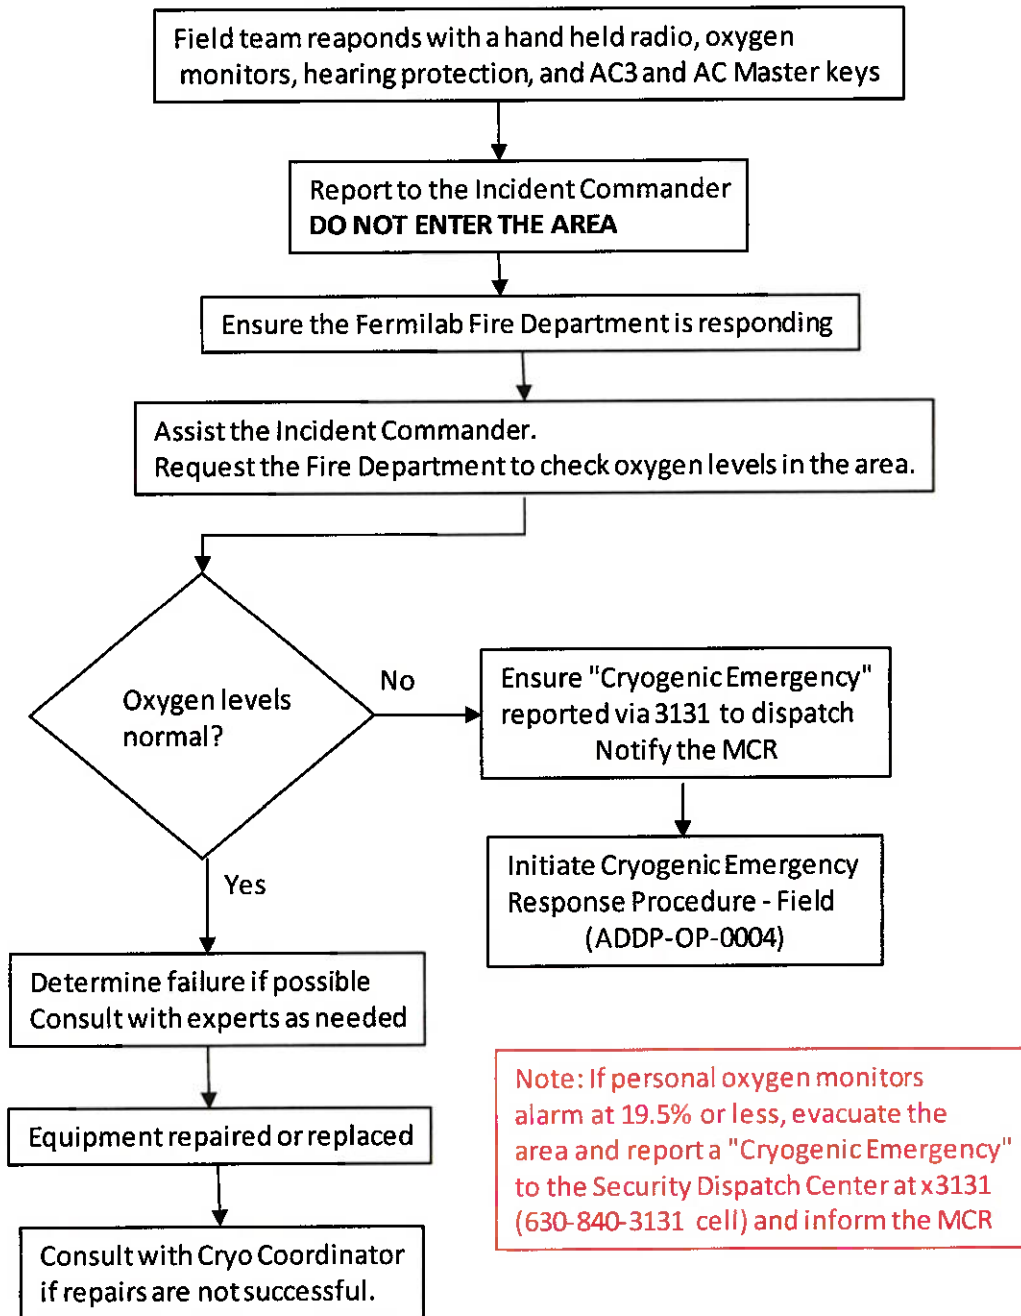 Field team reaponds with a hand held radio, oxygen
monitors, hearing protection, and AC3 and AC Master keys
Report to the Incident Commander
DO NOT ENTER THE AREA
Ensure the Fermilab Fire Department is responding
Assist the Incident Commander.
Request the Fire Department to check oxygen levels in the area.
Oxygen levels
normal?
No
Ensure "Cryogenic Emergency"
reported via 3131 to dispatch
Notify the MCR
Initiate Cryogenic Emergency
Response Procedure - Field
(ADDP-OP-0004)
Yes
Determine failure if possible
Consult with experts as needed
Equipment repaired or replaced
Consult with Cryo Coordinator
if repairs are not successful.
Note: If personal oxygen monitors
alarm at 19.5% or less, evacuate the
area and report a "Cryogenic Emergency"
to the Security Dispatch Center at x3131
(630-840-3131 cell) and inform the MCR